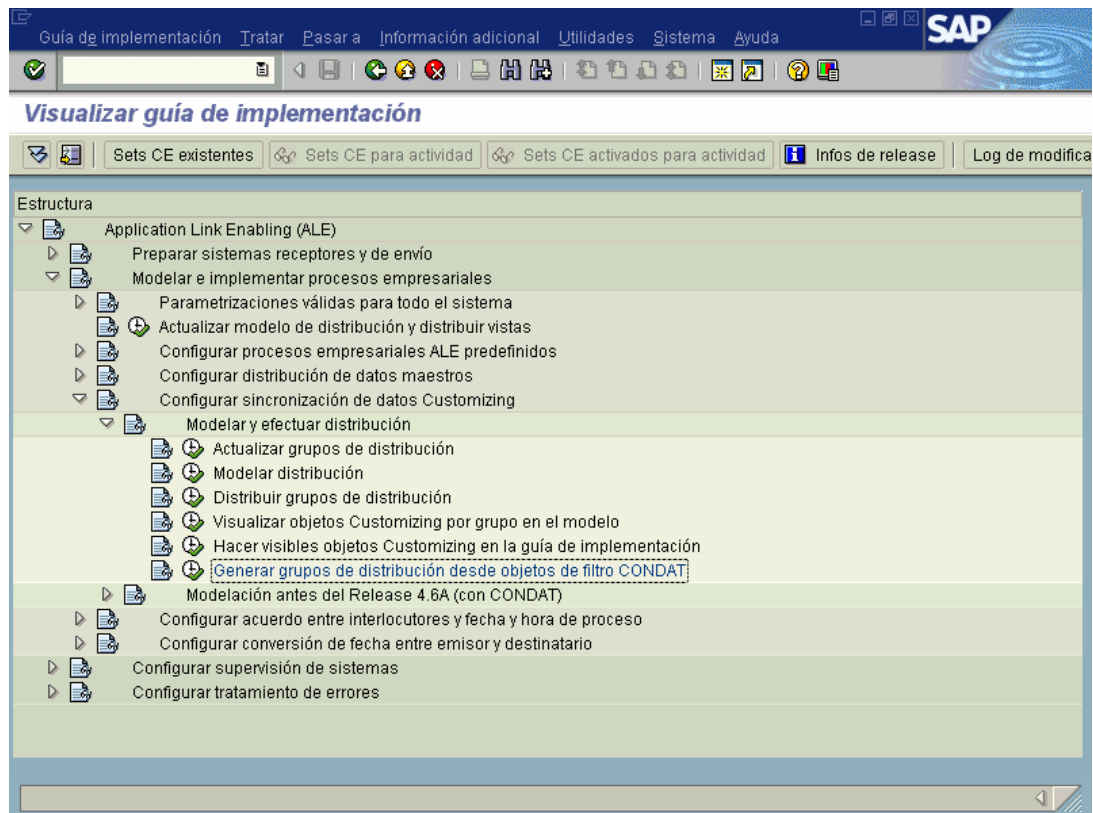 Guía de implementación Tratar Pasar a Información adicional Utilidades Sistema Ayuda
SAP
Visualizar guía de implementación
Sets CE existentes Sets CE para actividad Sets CE activados para actividad Infos de release Log de modifica
Estructura
Application Link Enabling (ALE)
Preparar sistemas receptores y de envío
Modelar e implementar procesos empresariales
Parametrizaciones válidas para todo el sistema
Actualizar modelo de distribución y distribuir vistas
Configurar procesos empresariales ALE predefinidos
Configurar distribución de datos maestros
Configurar sincronización de datos Customizing
Modelar y efectuar distribución
Actualizar grupos de distribución
Modelar distribución
Distribuir grupos de distribución
Visualizar objetos Customizing por grupo en el modelo
Hacer visibles objetos Customizing en la guía de implementación
Generar grupos de distribución desde objetos de filtro CONDAT
Modelación antes del Release 4.6A (con CONDAT)
Configurar acuerdo entre interlocutores y fecha y hora de proceso
Configurar conversión de fecha entre emisor y destinatario
Configurar supervisión de sistemas
Configurar tratamiento de errores